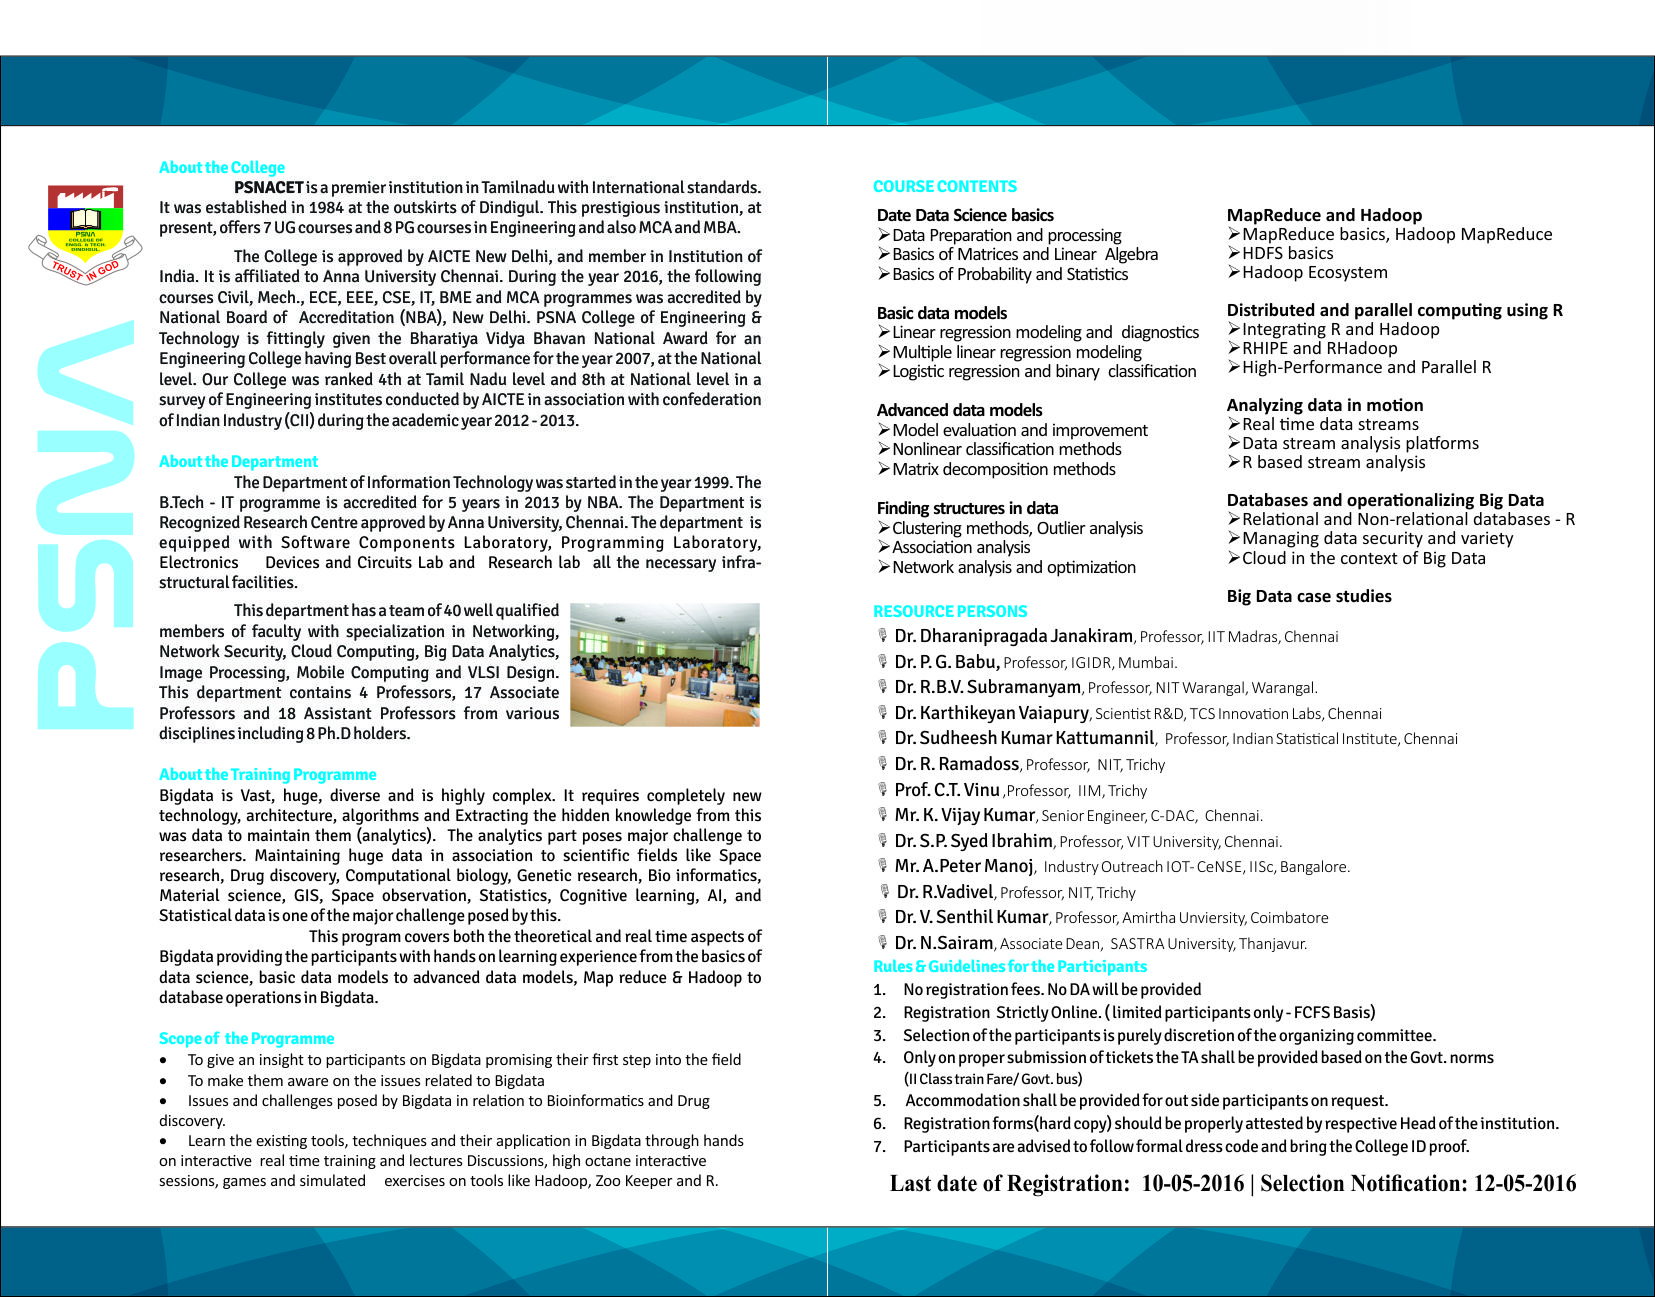 PSNA
COLLEGE OF
ENGG. & TECH.
DINDIGUL.
TRUST IN GOD
PSNA
About the College
PSNACET is a premier institution in Tamilnadu with International standards.
It was established in 1984 at the outskirts of Dindigul. This prestigious institution, at
present, offers 7 UG courses and 8 PG courses in Engineering and also MCA and MBA.
The College is approved by AICTE New Delhi, and member in Institution of
India. It is affiliated to Anna University Chennai. During the year 2016, the following
courses Civil, Mech., ECE, EEE, CSE, IT, BME and MCA programmes was accredited by
National Board of Accreditation (NBA), New Delhi. PSNA College of Engineering &
Technology is fittingly given the Bharatiya Vidya Bhavan National Award for an
Engineering College having Best overall performance for the year 2007, at the National
level. Our College was ranked 4th at Tamil Nadu level and 8th at National level in a
survey of Engineering institutes conducted by AICTE in association with confederation
of Indian Industry (CII) during the academic year 2012 - 2013.
About the Department
The Department of Information Technology was started in the year 1999. The
B.Tech - IT programme is accredited for 5 years in 2013 by NBA. The Department is
Recognized Research Centre approved by Anna University, Chennai. The department is
equipped with Software Components Laboratory, Programming Laboratory,
Electronics Devices and Circuits Lab and Research lab all the necessary infra-
structural facilities.
This department has a team of 40 well qualified
members of faculty with specialization in Networking,
Network Security, Cloud Computing, Big Data Analytics,
Image Processing, Mobile Computing and VLSI Design.
This department contains 4 Professors, 17 Associate
Professors and 18 Assistant Professors from various
disciplines including 8 Ph.D holders.
About the Training Programme
Bigdata is Vast, huge, diverse and is highly complex. It requires completely new
technology, architecture, algorithms and Extracting the hidden knowledge from this
was data to maintain them (analytics). The analytics part poses major challenge to
researchers. Maintaining huge data in association to scientific fields like Space
research, Drug discovery, Computational biology, Genetic research, Bio informatics,
Material science, GIS, Space observation, Statistics, Cognitive learning, AI, and
Statistical data is one of the major challenge posed by this.
This program covers both the theoretical and real time aspects of
Bigdata providing the participants with hands on learning experience from the basics of
data science, basic data models to advanced data models, Map reduce & Hadoop to
database operations in Bigdata.
Scope of the Programme
• To give an insight to participants on Bigdata promising their first step into the field
• To make them aware on the issues related to Bigdata
• Issues and challenges posed by Bigdata in relation to Bioinformatics and Drug
discovery.
• Learn the existing tools, techniques and their application in Bigdata through hands
on interactive real time training and lectures Discussions, high octane interactive
sessions, games and simulated exercises on tools like Hadoop, Zoo Keeper and R.
COURSE CONTENTS
Date Data Science basics
➢Data Preparation and processing
➢Basics of Matrices and Linear Algebra
➢Basics of Probability and Statistics
Basic data models
➢Linear regression modeling and diagnostics
➢Multiple linear regression modeling
➢Logistic regression and binary classification
Advanced data models
➢Model evaluation and improvement
➢Nonlinear classification methods
➢Matrix decomposition methods
Finding structures in data
➢Clustering methods, Outlier analysis
➢Association analysis
➢Network analysis and optimization
MapReduce and Hadoop
➢MapReduce basics, Hadoop MapReduce
➢HDFS basics
➢Hadoop Ecosystem
Distributed and parallel computing using R
➢Integrating R and Hadoop
➢RHIPE and RHadoop
➢High-Performance and Parallel R
Analyzing data in motion
➢Real time data streams
➢Data stream analysis platforms
➢R based stream analysis
Databases and operationalizing Big Data
➢Relational and Non-relational databases - R
➢Managing data security and variety
➢Cloud in the context of Big Data
Big Data case studies
RESOURCE PERSONS
Dr. Dharanipragada Janakiram, Professor, IIT Madras, Chennai
Dr. P. G. Babu, Professor, IGIDR, Mumbai.
Dr. R.B.V. Subramanyam, Professor, NIT Warangal, Warangal.
Dr. Karthikeyan Vaiapury, Scientist R&D, TCS Innovation Labs, Chennai
Dr. Sudheesh Kumar Kattumannil, Professor, Indian Statistical Institute, Chennai
Dr. R. Ramadoss, Professor, NIT, Trichy
Prof. C.T. Vinu ,Professor, IIM, Trichy
Mr. K. Vijay Kumar, Senior Engineer, C-DAC, Chennai.
Dr. S.P. Syed Ibrahim, Professor, VIT University, Chennai.
Mr. A.Peter Manoj, Industry Outreach IOT- CeNSE, IISc, Bangalore.
Dr. R.Vadivel, Professor, NIT, Trichy
Dr. V. Senthil Kumar, Professor, Amirtha Unviersity, Coimbatore
Dr. N.Sairam, Associate Dean, SASTRA University, Thanjavur.
Rules & Guidelines for the Participants
1. No registration fees. No DA will be provided
2. Registration Strictly Online. ( limited participants only - FCFS Basis)
3. Selection of the participants is purely discretion of the organizing committee.
4. Only on proper submission of tickets the TA shall be provided based on the Govt. norms
(II Class train Fare/ Govt. bus)
5. Accommodation shall be provided for out side participants on request.
6. Registration forms(hard copy) should be properly attested by respective Head of the institution.
7. Participants are advised to follow formal dress code and bring the College ID proof.
Last date of Registration: 10-05-2016 | Selection Notification: 12-05-2016